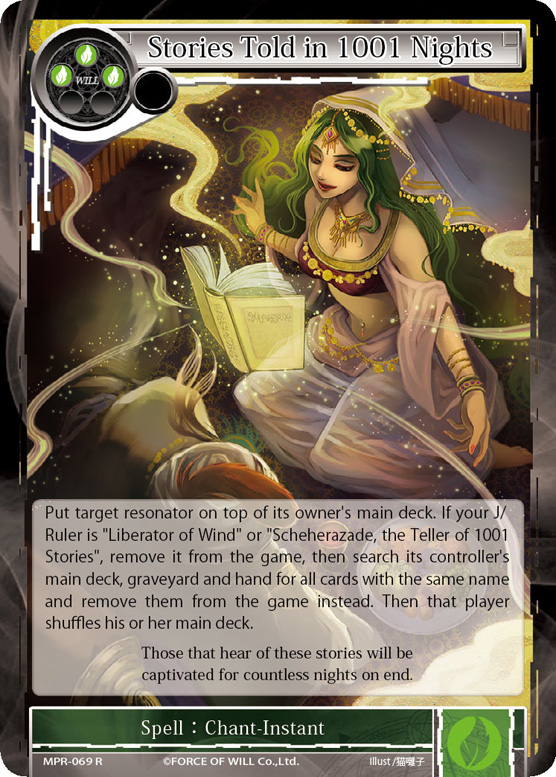 Stories Told in 1001 Nights
WILL
Put target resonator on top of its owner's main deck. If your J/
Ruler is "Liberator of Wind" or "Scheherazade, the Teller of 1001
Stories", remove it from the game, then search its controller's
main deck, graveyard and hand for all cards with the same name
and remove them from the game instead. Then that player
shuffles his or her main deck.
Those that hear of these stories will be
captivated for countless nights on end.
Spell : Chant-Instant
MPR-069 R
©FORCE OF WILL Co.,Ltd.
Illust /猫囃子